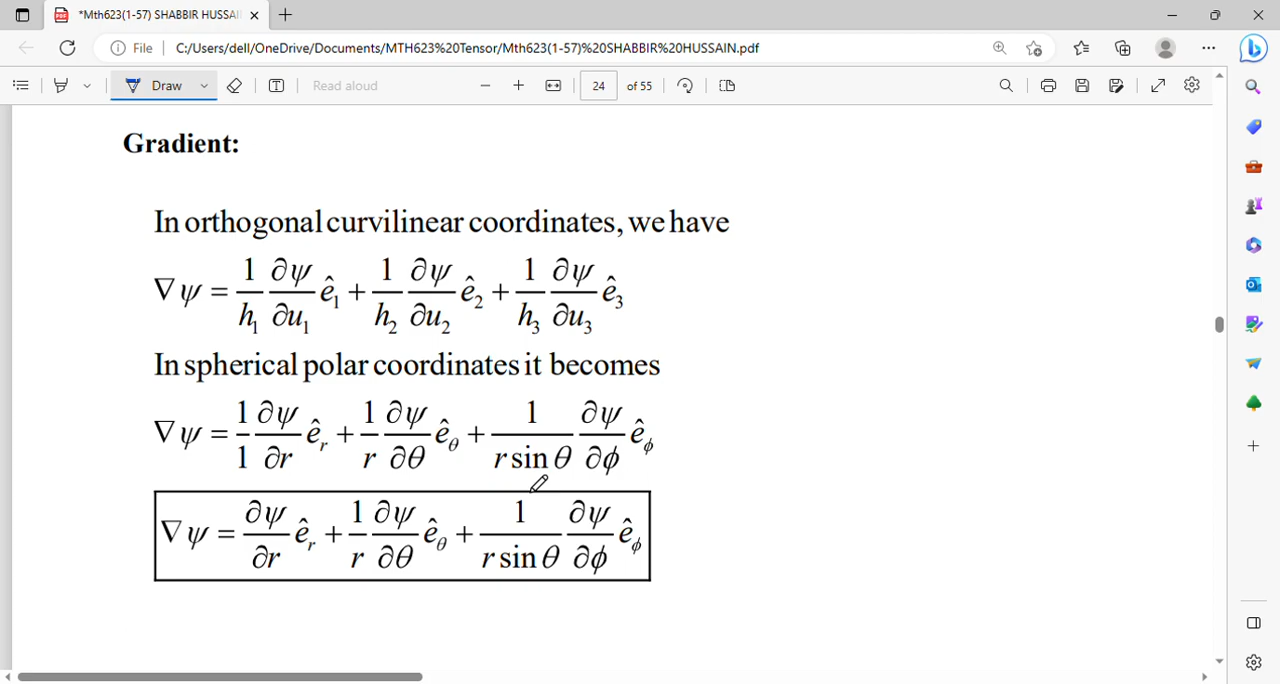 *Mth623(1-57) SHABBIR HUSSAI
File C:/Users/dell/OneDrive/Documents/MTH623%20Tensor/Mth623(1-57)%20SHABBIR%20HUSSAIN.pdf
Draw Read aloud 24 of 55
Gradient:
In orthogonal curvilinear coordinates, we have
∇ψ = 1/h₁ ∂ψ/∂u₁ ê₁ + 1/h₂ ∂ψ/∂u₂ ê₂ + 1/h₃ ∂ψ/∂u₃ ê₃
In spherical polar coordinates it becomes
∇ψ = 1/1 ∂ψ/∂r ê_r + 1/r ∂ψ/∂θ ê_θ + 1/(r sin θ) ∂ψ/∂ϕ ê_ϕ
∇ψ = ∂ψ/∂r ê_r + 1/r ∂ψ/∂θ ê_θ + 1/(r sin θ) ∂ψ/∂ϕ ê_ϕ